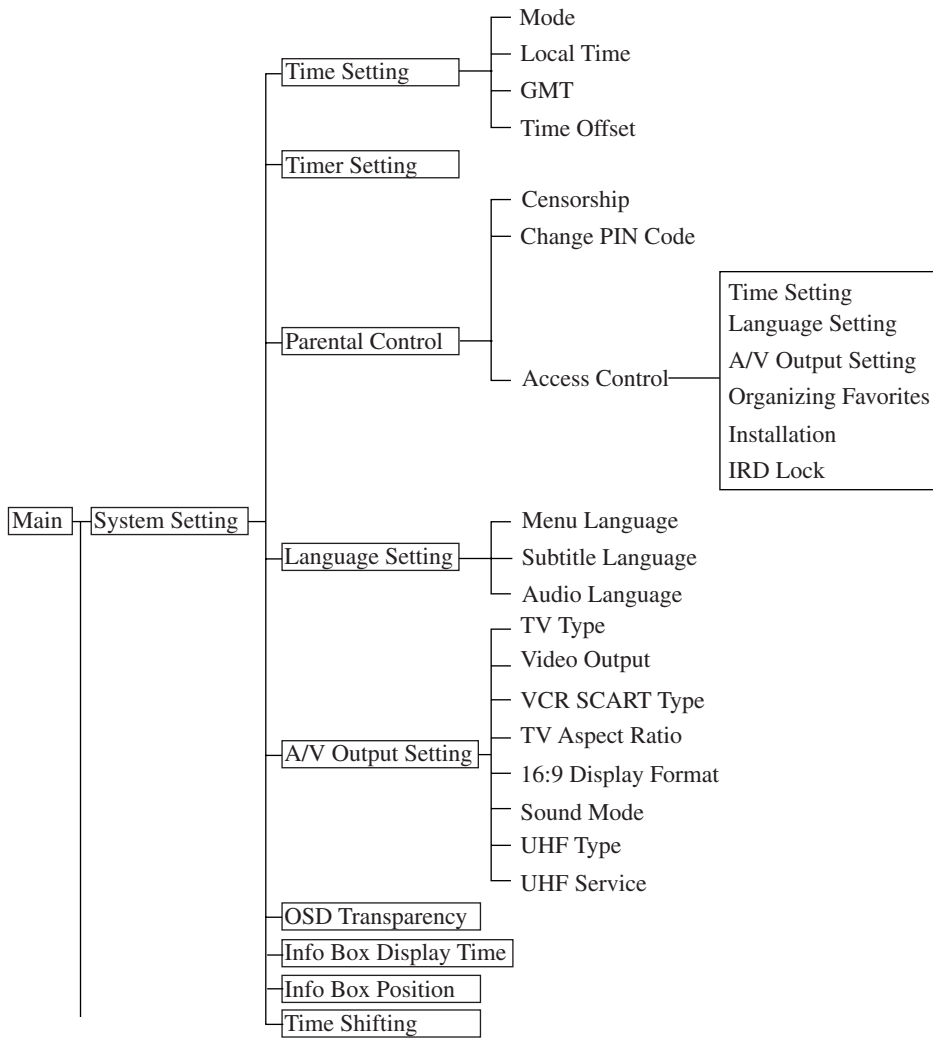 Main
System Setting
Time Setting
Mode
Local Time
GMT
Time Offset
Timer Setting
Parental Control
Censorship
Change PIN Code
Access Control
Time Setting
Language Setting
A/V Output Setting
Organizing Favorites
Installation
IRD Lock
Language Setting
Menu Language
Subtitle Language
Audio Language
A/V Output Setting
TV Type
Video Output
VCR SCART Type
TV Aspect Ratio
16:9 Display Format
Sound Mode
UHF Type
UHF Service
OSD Transparency
Info Box Display Time
Info Box Position
Time Shifting